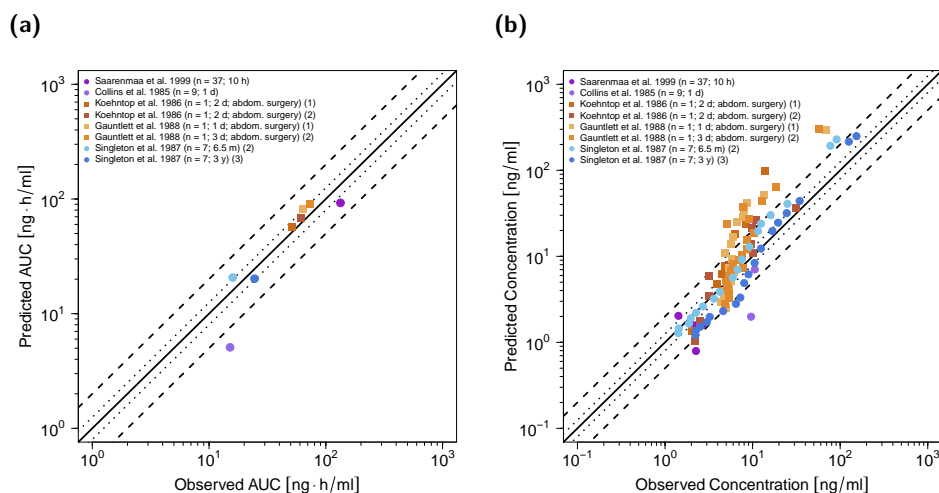 (a)
10³
10²
10¹
10⁰
Predicted AUC [ng · h/ml]
Saarenmaa et al. 1999 (n = 37; 10 h)
Collins et al. 1985 (n = 9; 1 d)
Koehntop et al. 1986 (n = 1; 2 d; abdom. surgery) (1)
Koehntop et al. 1986 (n = 1; 2 d; abdom. surgery) (2)
Gauntlett et al. 1988 (n = 1; 1 d; abdom. surgery) (1)
Gauntlett et al. 1988 (n = 1; 3 d; abdom. surgery) (2)
Singleton et al. 1987 (n = 7; 6.5 m) (2)
Singleton et al. 1987 (n = 7; 3 y) (3)
10⁰ 10¹ 10² 10³
Observed AUC [ng · h/ml]
(b)
10³
10²
10¹
10⁰
10⁻¹
Predicted Concentration [ng/ml]
Saarenmaa et al. 1999 (n = 37; 10 h)
Collins et al. 1985 (n = 9; 1 d)
Koehntop et al. 1986 (n = 1; 2 d; abdom. surgery) (1)
Koehntop et al. 1986 (n = 1; 2 d; abdom. surgery) (2)
Gauntlett et al. 1988 (n = 1; 1 d; abdom. surgery) (1)
Gauntlett et al. 1988 (n = 1; 3 d; abdom. surgery) (2)
Singleton et al. 1987 (n = 7; 6.5 m) (2)
Singleton et al. 1987 (n = 7; 3 y) (3)
10⁻¹ 10⁰ 10¹ 10² 10³
Observed Concentration [ng/ml]